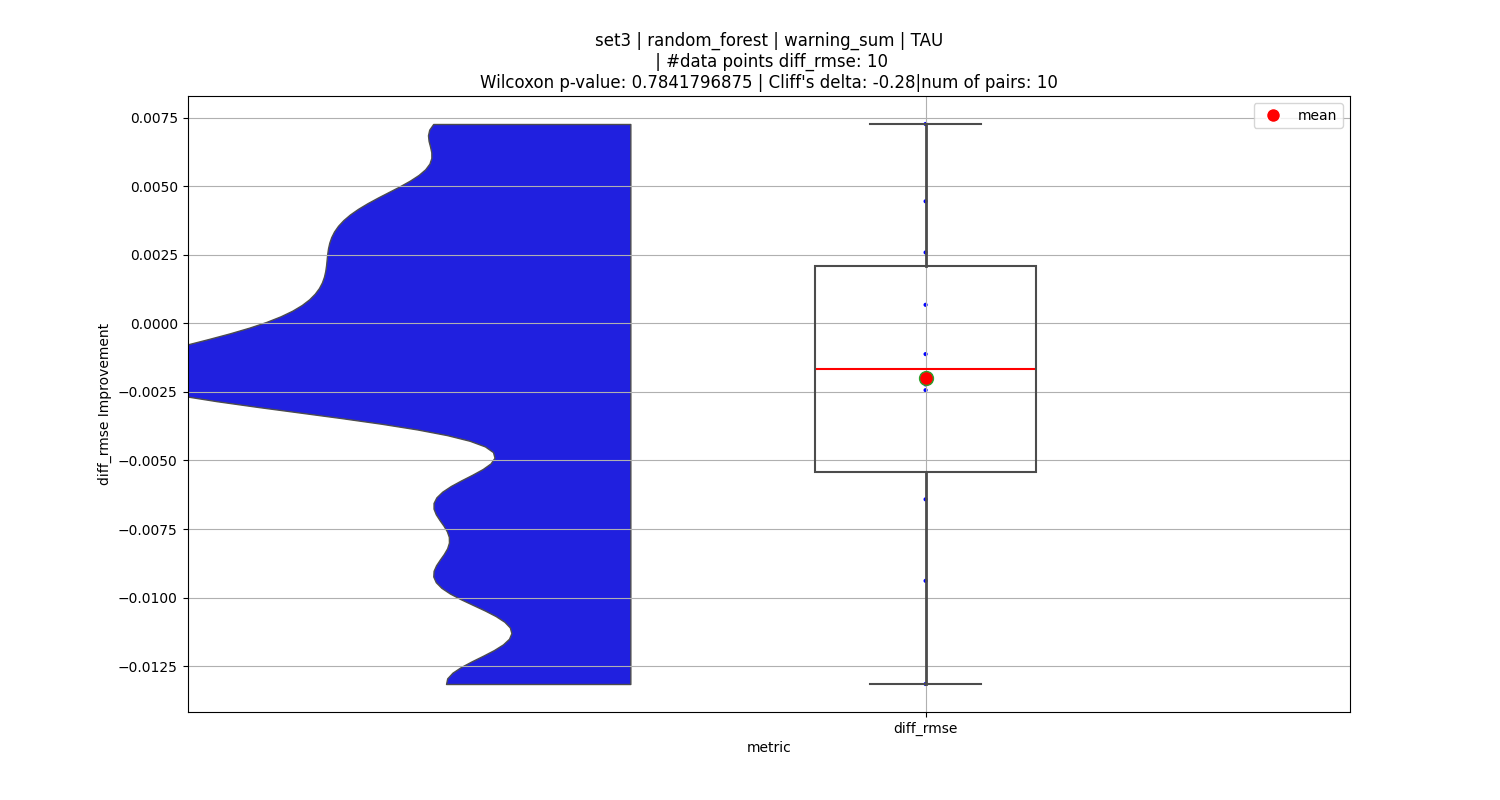 set3 | random_forest | warning_sum | TAU
| #data points diff_rmse: 10
Wilcoxon p-value: 0.7841796875 | Cliff's delta: -0.28|num of pairs: 10
mean
0.0075
0.0050
0.0025
0.0000
−0.0025
−0.0050
−0.0075
−0.0100
−0.0125
diff_rmse Improvement
diff_rmse
metric